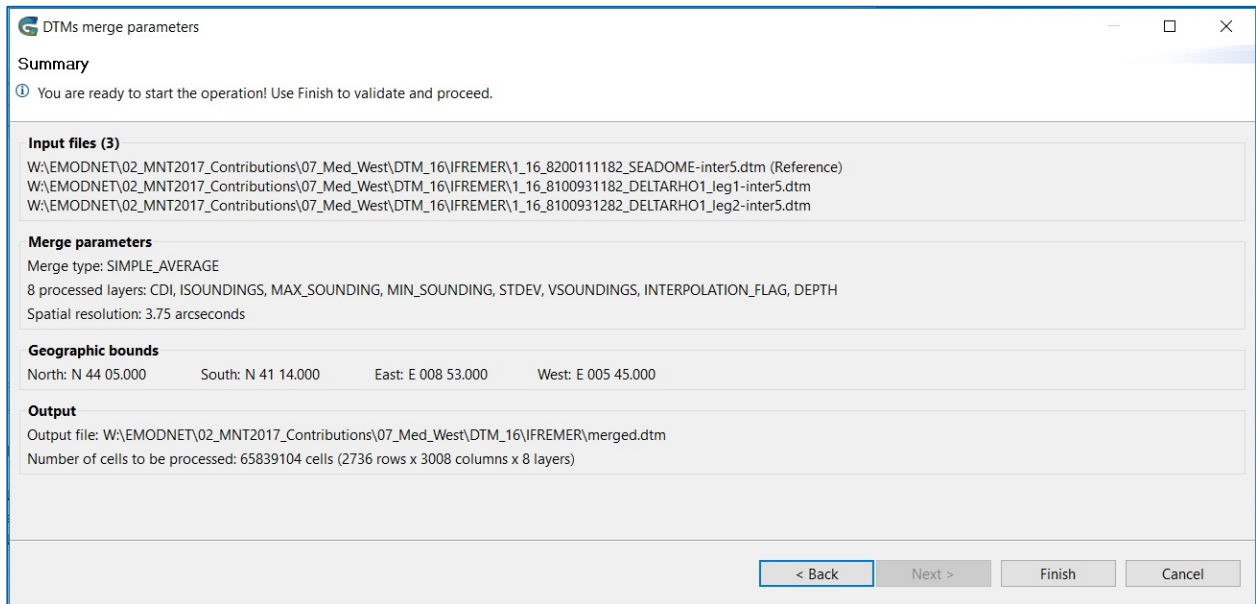 DTMs merge parameters
Summary
You are ready to start the operation! Use Finish to validate and proceed.
Input files (3)
W:\EMODNET\02_MNT2017_Contributions\07_Med_West\DTM_16\IFREMER\1_16_8200111182_SEADOME-inter5.dtm (Reference)
W:\EMODNET\02_MNT2017_Contributions\07_Med_West\DTM_16\IFREMER\1_16_8100931182_DELTARHO1_leg1-inter5.dtm
W:\EMODNET\02_MNT2017_Contributions\07_Med_West\DTM_16\IFREMER\1_16_8100931282_DELTARHO1_leg2-inter5.dtm
Merge parameters
Merge type: SIMPLE_AVERAGE
8 processed layers: CDI, ISOUNDINGS, MAX_SOUNDING, MIN_SOUNDING, STDEV, VSOUNDINGS, INTERPOLATION_FLAG, DEPTH
Spatial resolution: 3.75 arcseconds
Geographic bounds
North: N 44 05.000 South: N 41 14.000 East: E 008 53.000 West: E 005 45.000
Output
Output file: W:\EMODNET\02_MNT2017_Contributions\07_Med_West\DTM_16\IFREMER\merged.dtm
Number of cells to be processed: 65839104 cells (2736 rows x 3008 columns x 8 layers)
< Back Next > Finish Cancel